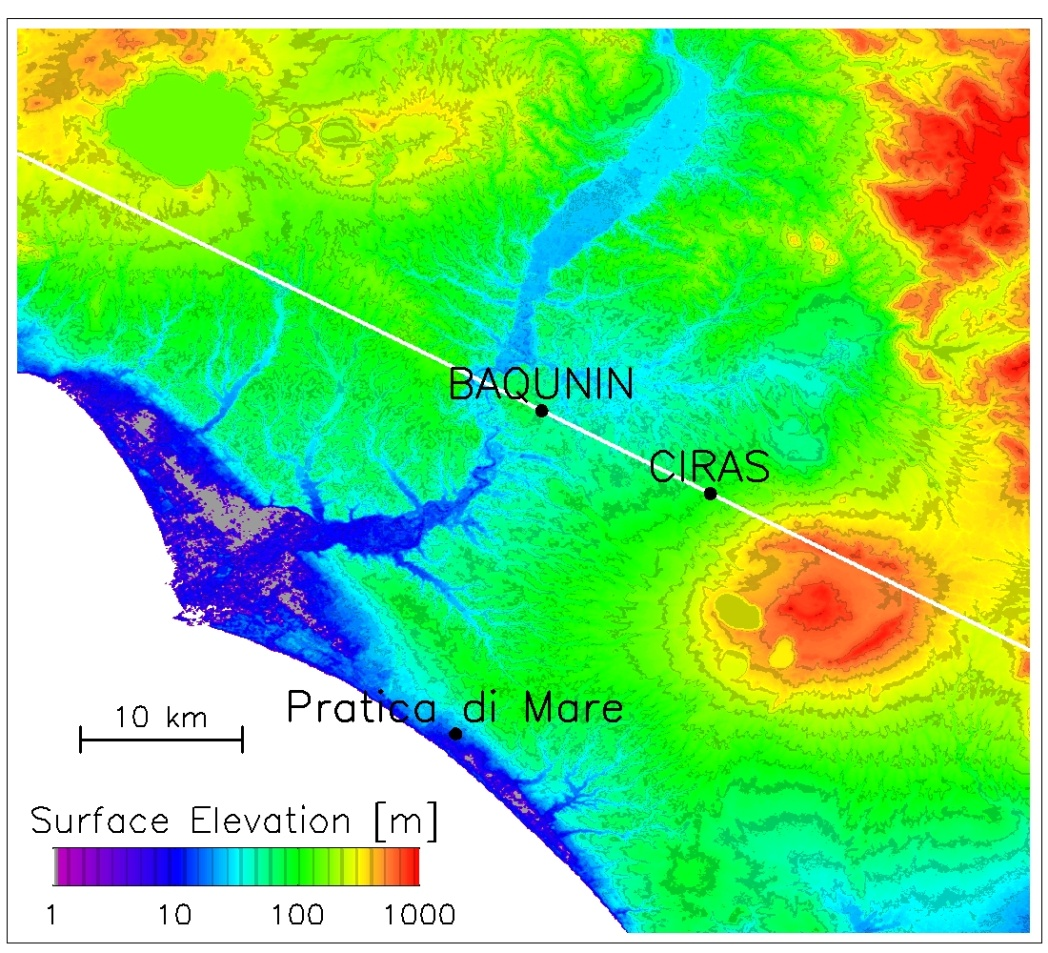 BAQUNIN
CIRAS
Pratica di Mare
10 km
Surface Elevation [m]
1 10 100 1000